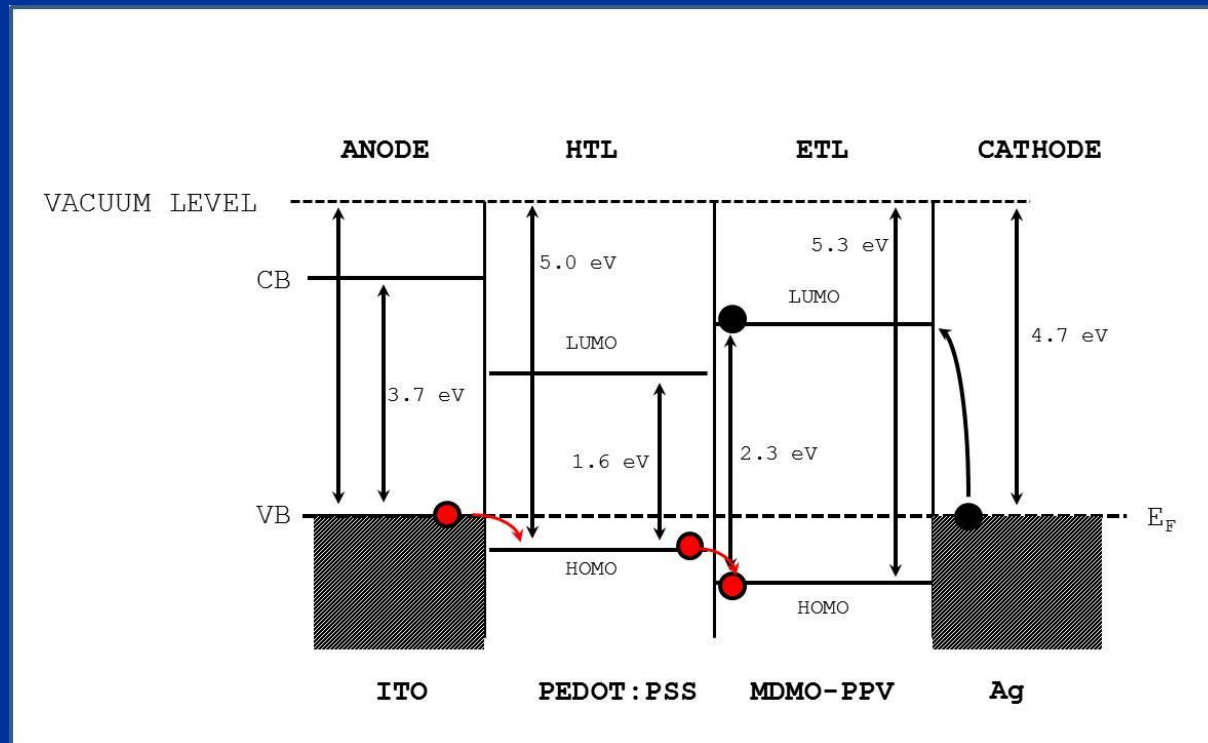 ANODE HTL ETL CATHODE
VACUUM LEVEL
5.3 eV
5.0 eV
CB
LUMO
4.7 eV
LUMO
3.7 eV
2.3 eV
1.6 eV
VB
E_F
HOMO
HOMO
ITO PEDOT:PSS MDMO-PPV Ag